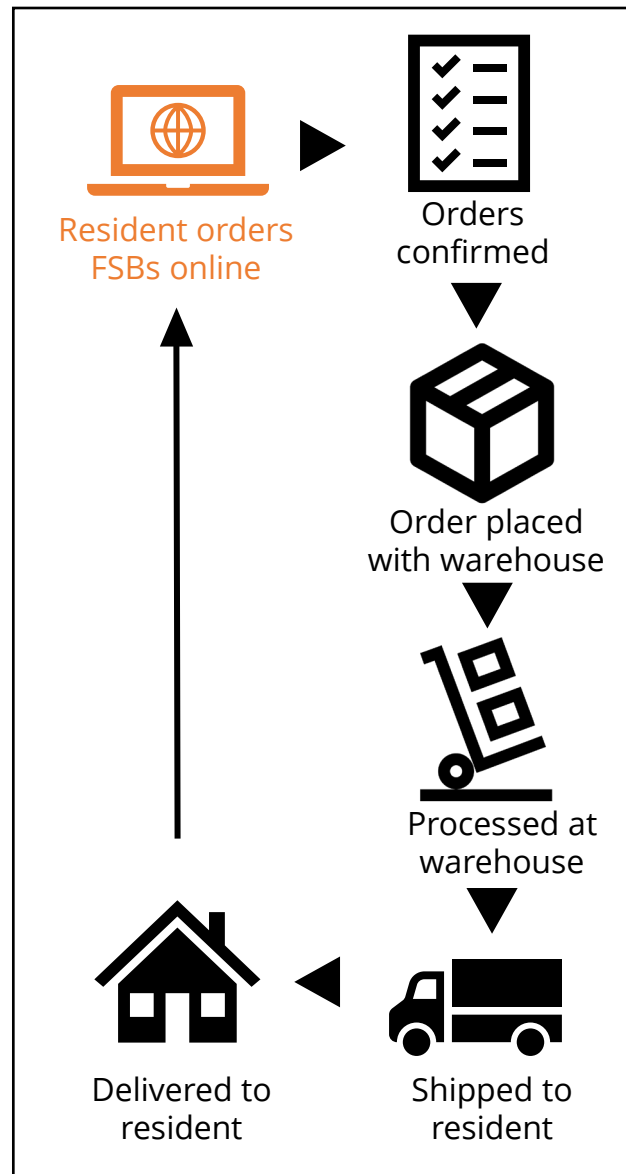 Resident orders
FSBs online
Orders
confirmed
Order placed
with warehouse
Processed at
warehouse
Shipped to
resident
Delivered to
resident